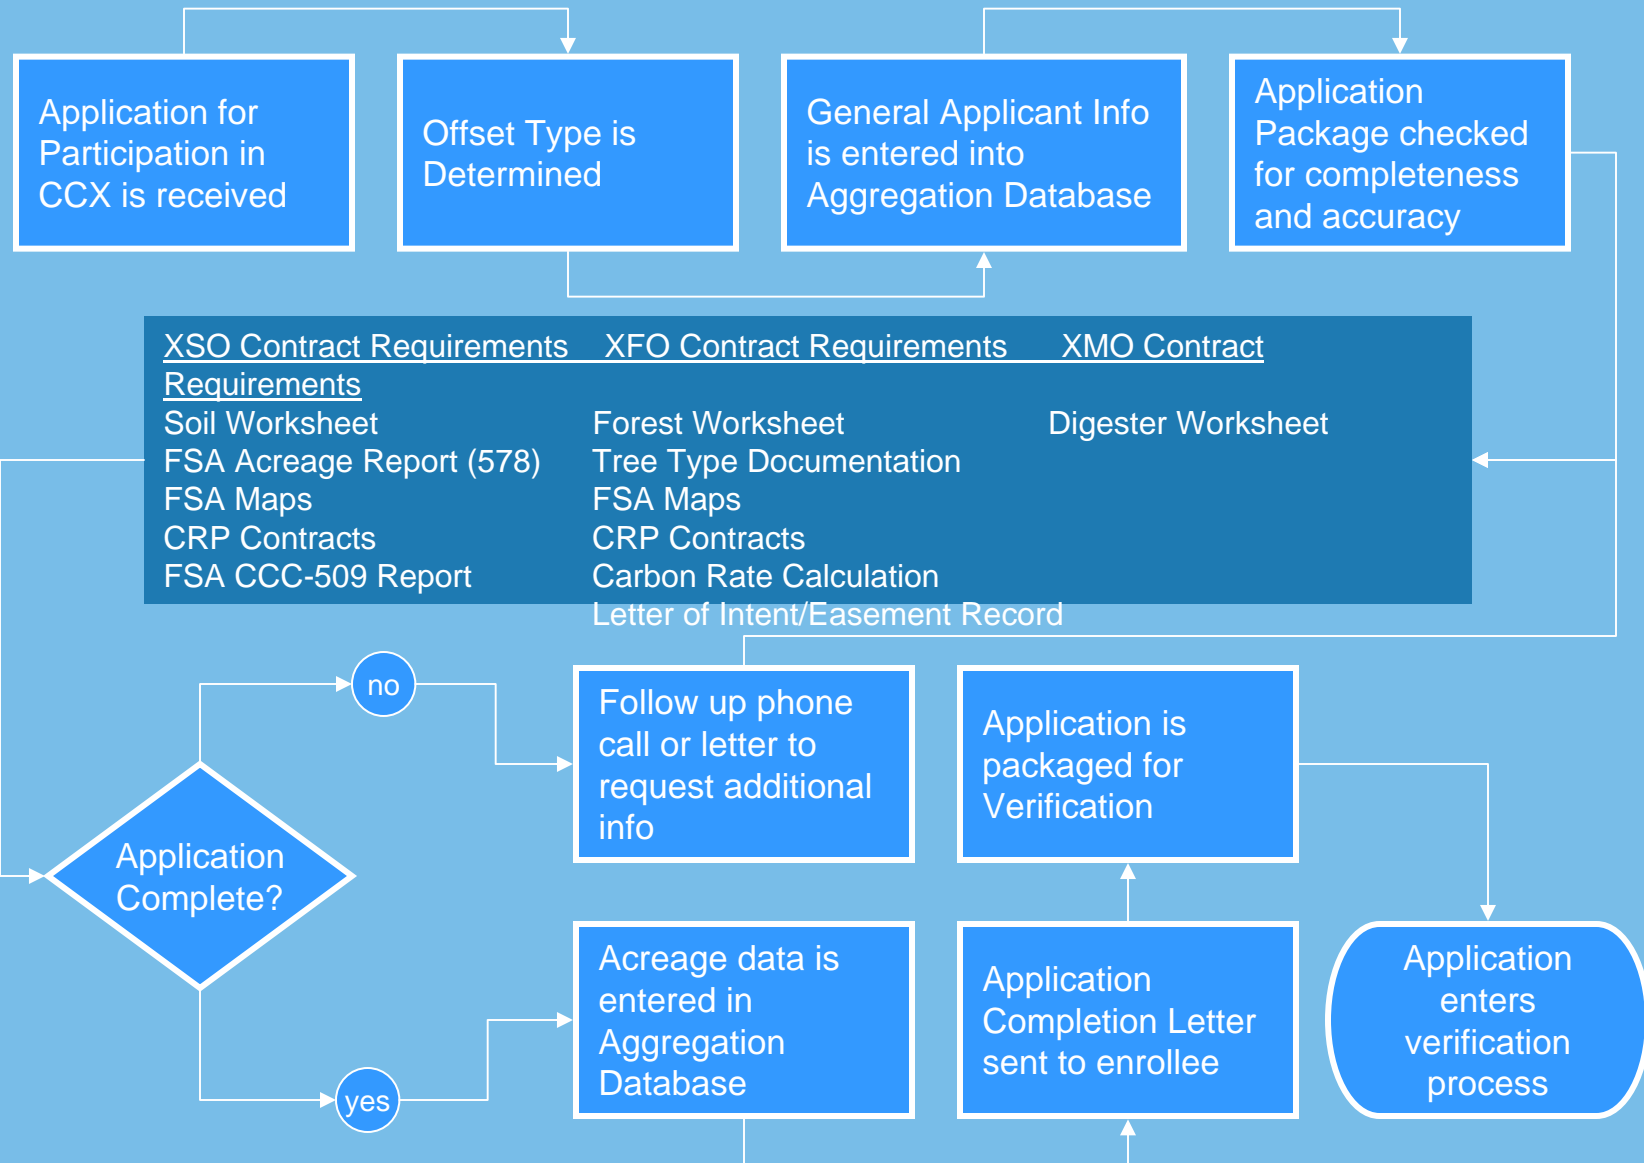 Application for
Participation in
CCX is received
Offset Type is
Determined
General Applicant Info
is entered into
Aggregation Database
Application
Package checked
for completeness
and accuracy
XSO Contract Requirements XFO Contract Requirements XMO Contract
Requirements
Soil Worksheet Forest Worksheet Digester Worksheet
FSA Acreage Report (578) Tree Type Documentation
FSA Maps FSA Maps
CRP Contracts CRP Contracts
FSA CCC-509 Report Carbon Rate Calculation
Letter of Intent/Easement Record
no
Follow up phone
call or letter to
request additional
info
Application is
packaged for
Verification
Application
Complete?
Acreage data is
entered in
Aggregation
Database
Application
Completion Letter
sent to enrollee
Application
enters
verification
process
yes